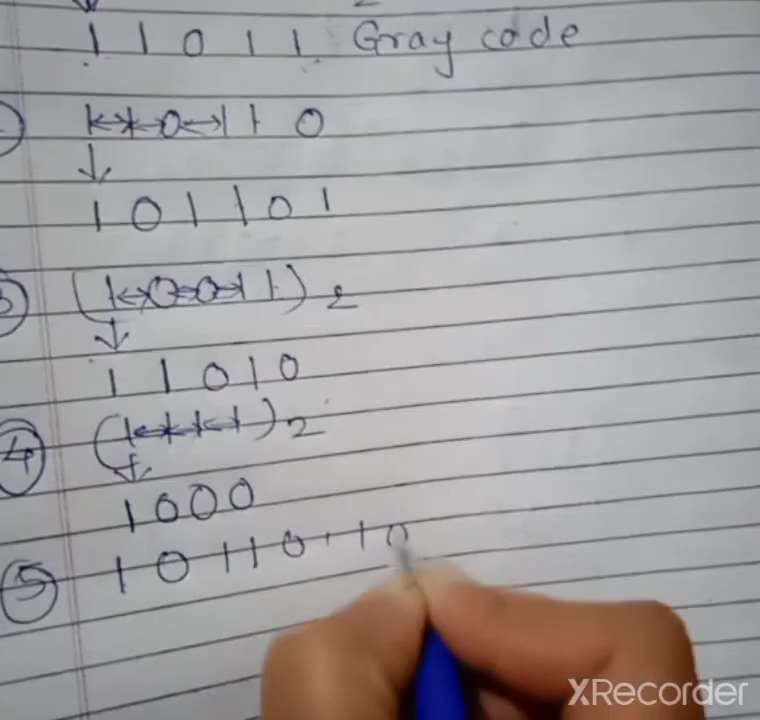 1 1 0 1 1 Gray code
1 1 0 1 1 0
1 0 1 1 0 1
(1 0 0 1 1)2
1 1 0 1 0
④ (1 1 1 1)2
1 0 0 0
⑤ 1 0 1 1 0 1 1 0
XRecorder